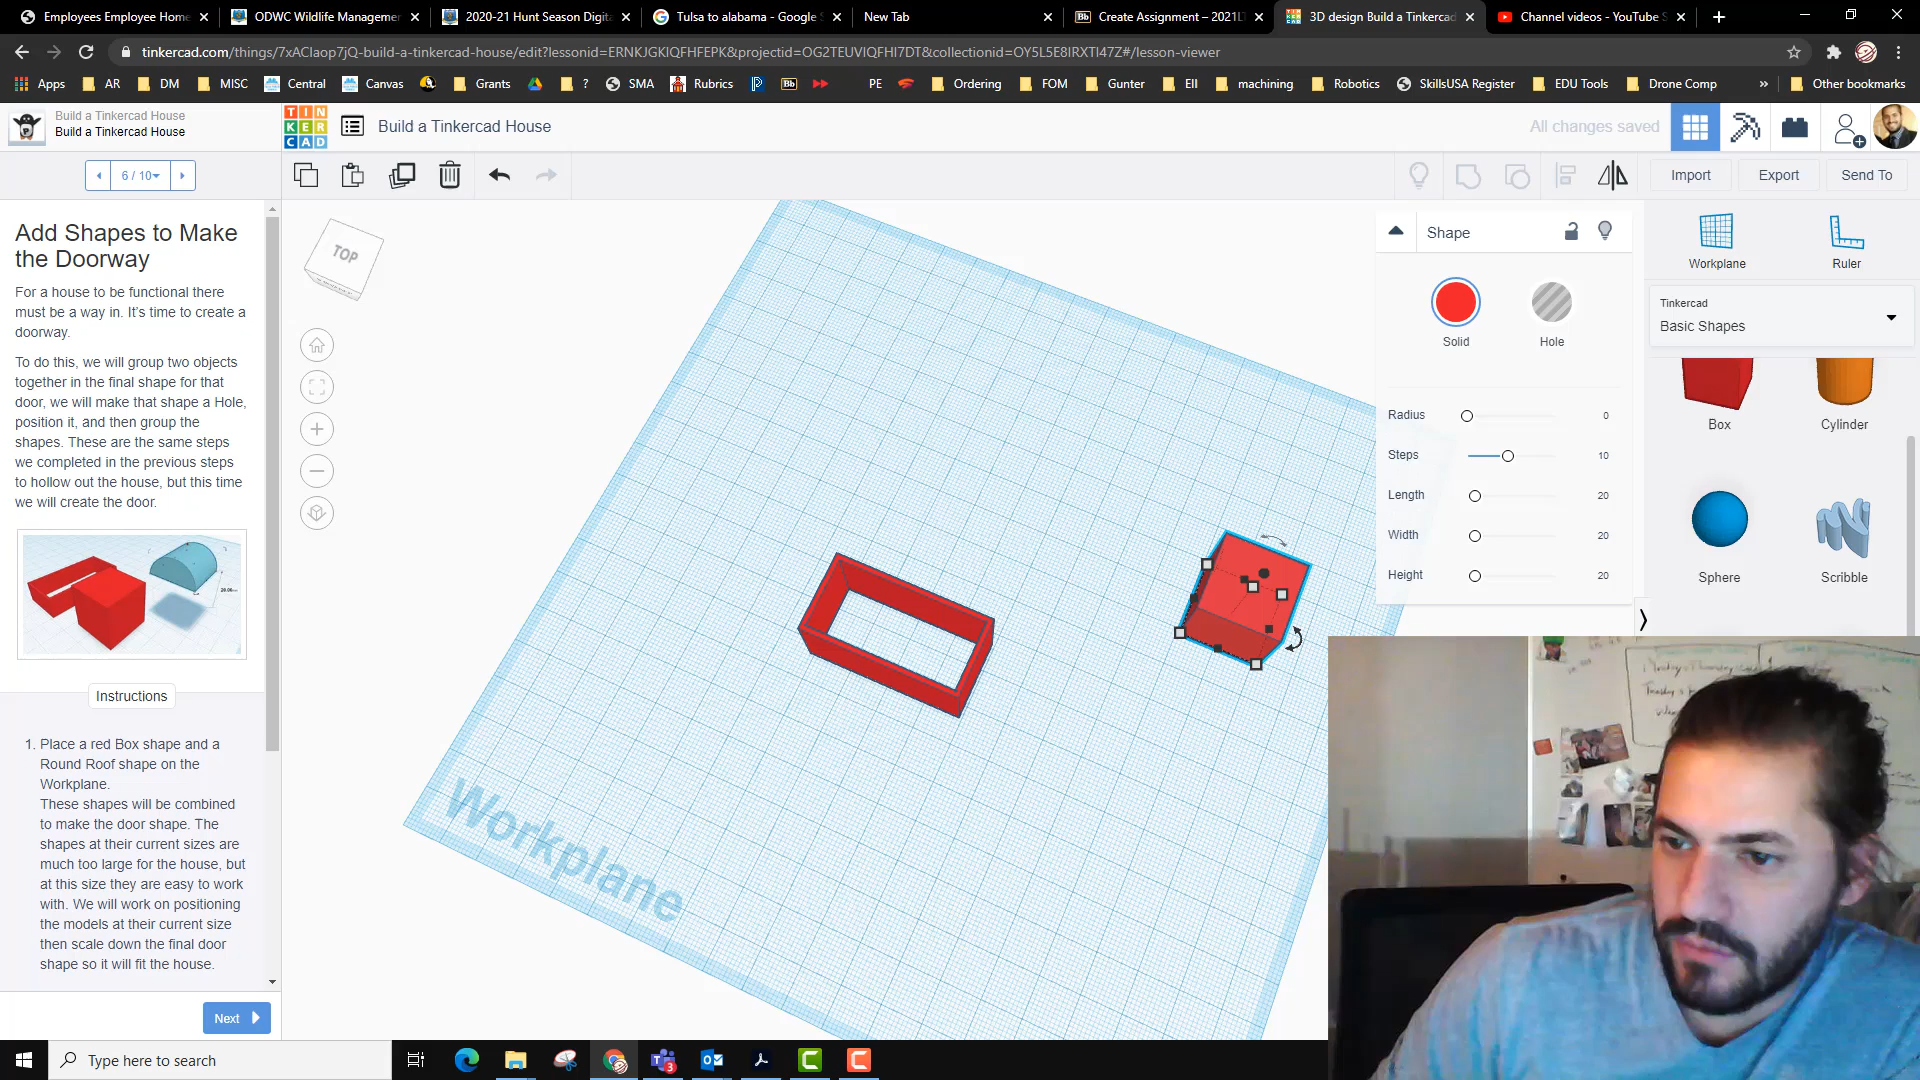 Employees Employee Home
ODWC Wildlife Managemen
2020-21 Hunt Season Digita
Tulsa to alabama - Google S
New Tab
Create Assignment – 2021LT
3D design Build a Tinkercad
Channel videos - YouTube S
tinkercad.com/things/7xACIaop7jQ-build-a-tinkercad-house/edit?lessonid=ERNKJGKIQFHFEPK&projectid=OG2TEUVIQFHI7DT&collectionid=OY5L5E8IRXTI47Z#/lesson-viewer
Apps AR DM MISC Central Canvas Grants ? SMA Rubrics Bb PE Ordering FOM Gunter EII machining Robotics SkillsUSA Register EDU Tools Drone Comp » Other bookmarks
Build a Tinkercad House
Build a Tinkercad House
TINKERCAD
Build a Tinkercad House
All changes saved
6 / 10
Import
Export
Send To
Add Shapes to Make
the Doorway
For a house to be functional there
must be a way in. It's time to create a
doorway.
To do this, we will group two objects
together in the final shape for that
door, we will make that shape a Hole,
position it, and then group the
shapes. These are the same steps
we completed in the previous steps
to hollow out the house, but this time
we will create the door.
Instructions
1. Place a red Box shape and a
Round Roof shape on the
Workplane.
These shapes will be combined
to make the door shape. The
shapes at their current sizes are
much too large for the house, but
at this size they are easy to work
with. We will work on positioning
the models at their current size
then scale down the final door
shape so it will fit the house.
Next
TOP
Workplane
Shape
Solid
Hole
Radius 0
Steps 10
Length 20
Width 20
Height 20
Workplane
Ruler
Tinkercad
Basic Shapes
Box
Cylinder
Sphere
Scribble
Type here to search
3